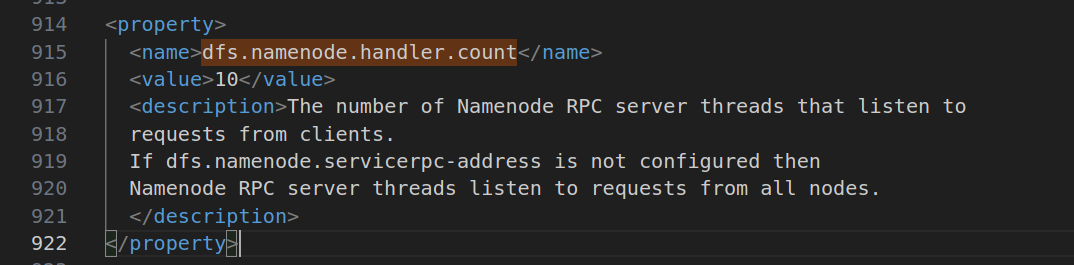 914 <property>
915 <name>dfs.namenode.handler.count</name>
916 <value>10</value>
917 <description>The number of Namenode RPC server threads that listen to
918 requests from clients.
919 If dfs.namenode.servicerpc-address is not configured then
920 Namenode RPC server threads listen to requests from all nodes.
921 </description>
922 </property>